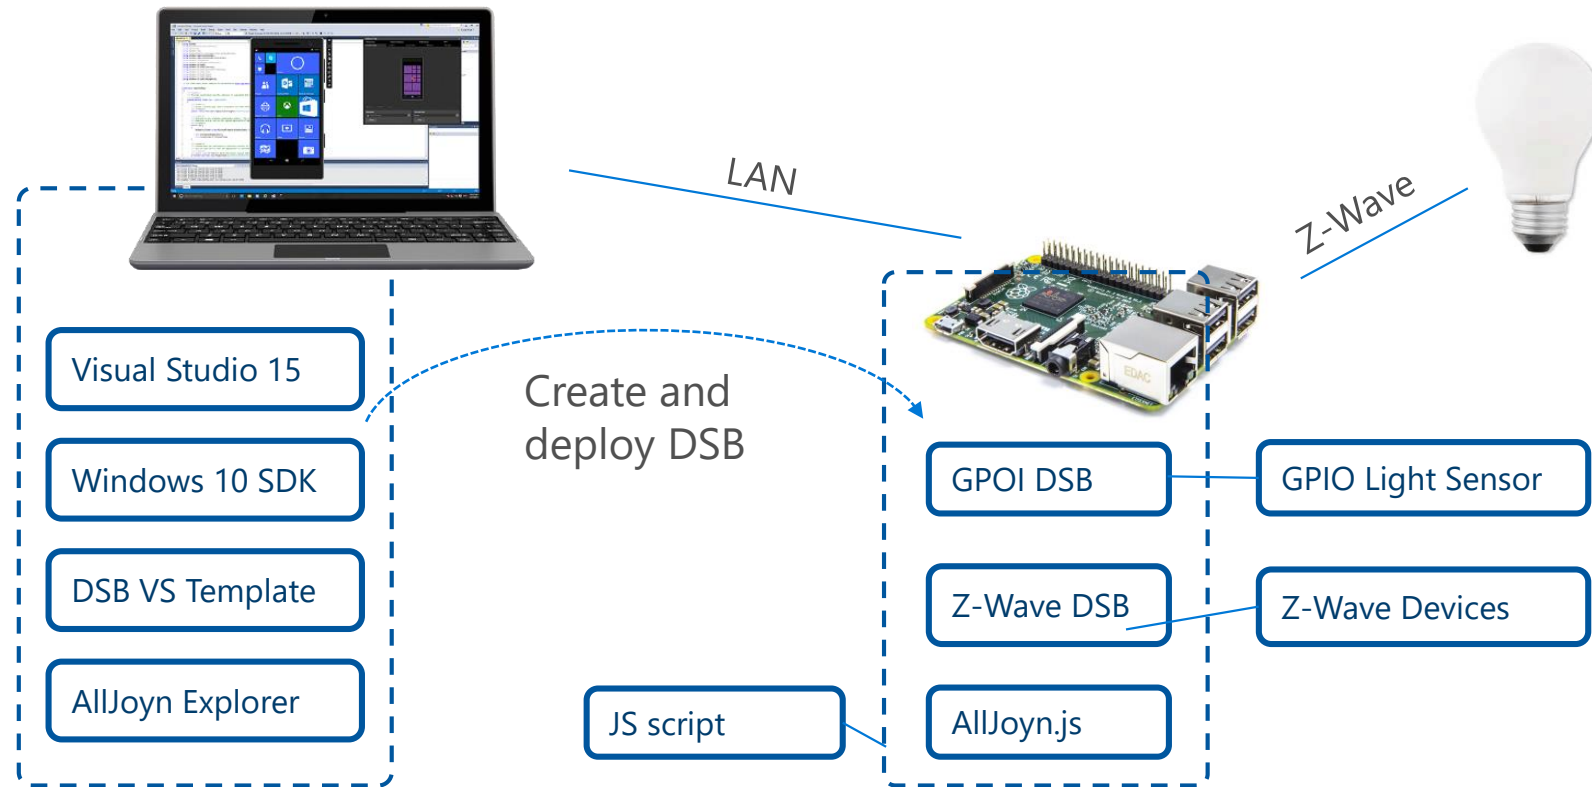 LAN
Z-Wave
Visual Studio 15
Windows 10 SDK
DSB VS Template
AllJoyn Explorer
Create and
deploy DSB
EDAC
GPOI DSB
GPIO Light Sensor
Z-Wave DSB
Z-Wave Devices
JS script
AllJoyn.js